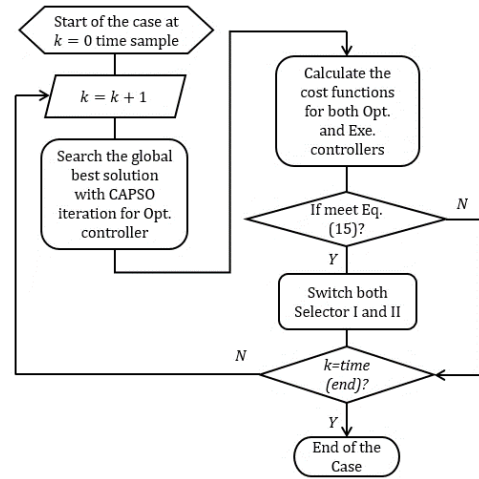 Start of the case at
k = 0 time sample
k = k + 1
Search the global
best solution
with CAPSO
iteration for Opt.
controller
Calculate the
cost functions
for both Opt.
and Exe.
controllers
If meet Eq.
(15)?
N
Y
Switch both
Selector I and II
k=time
(end)?
N
Y
End of the
Case